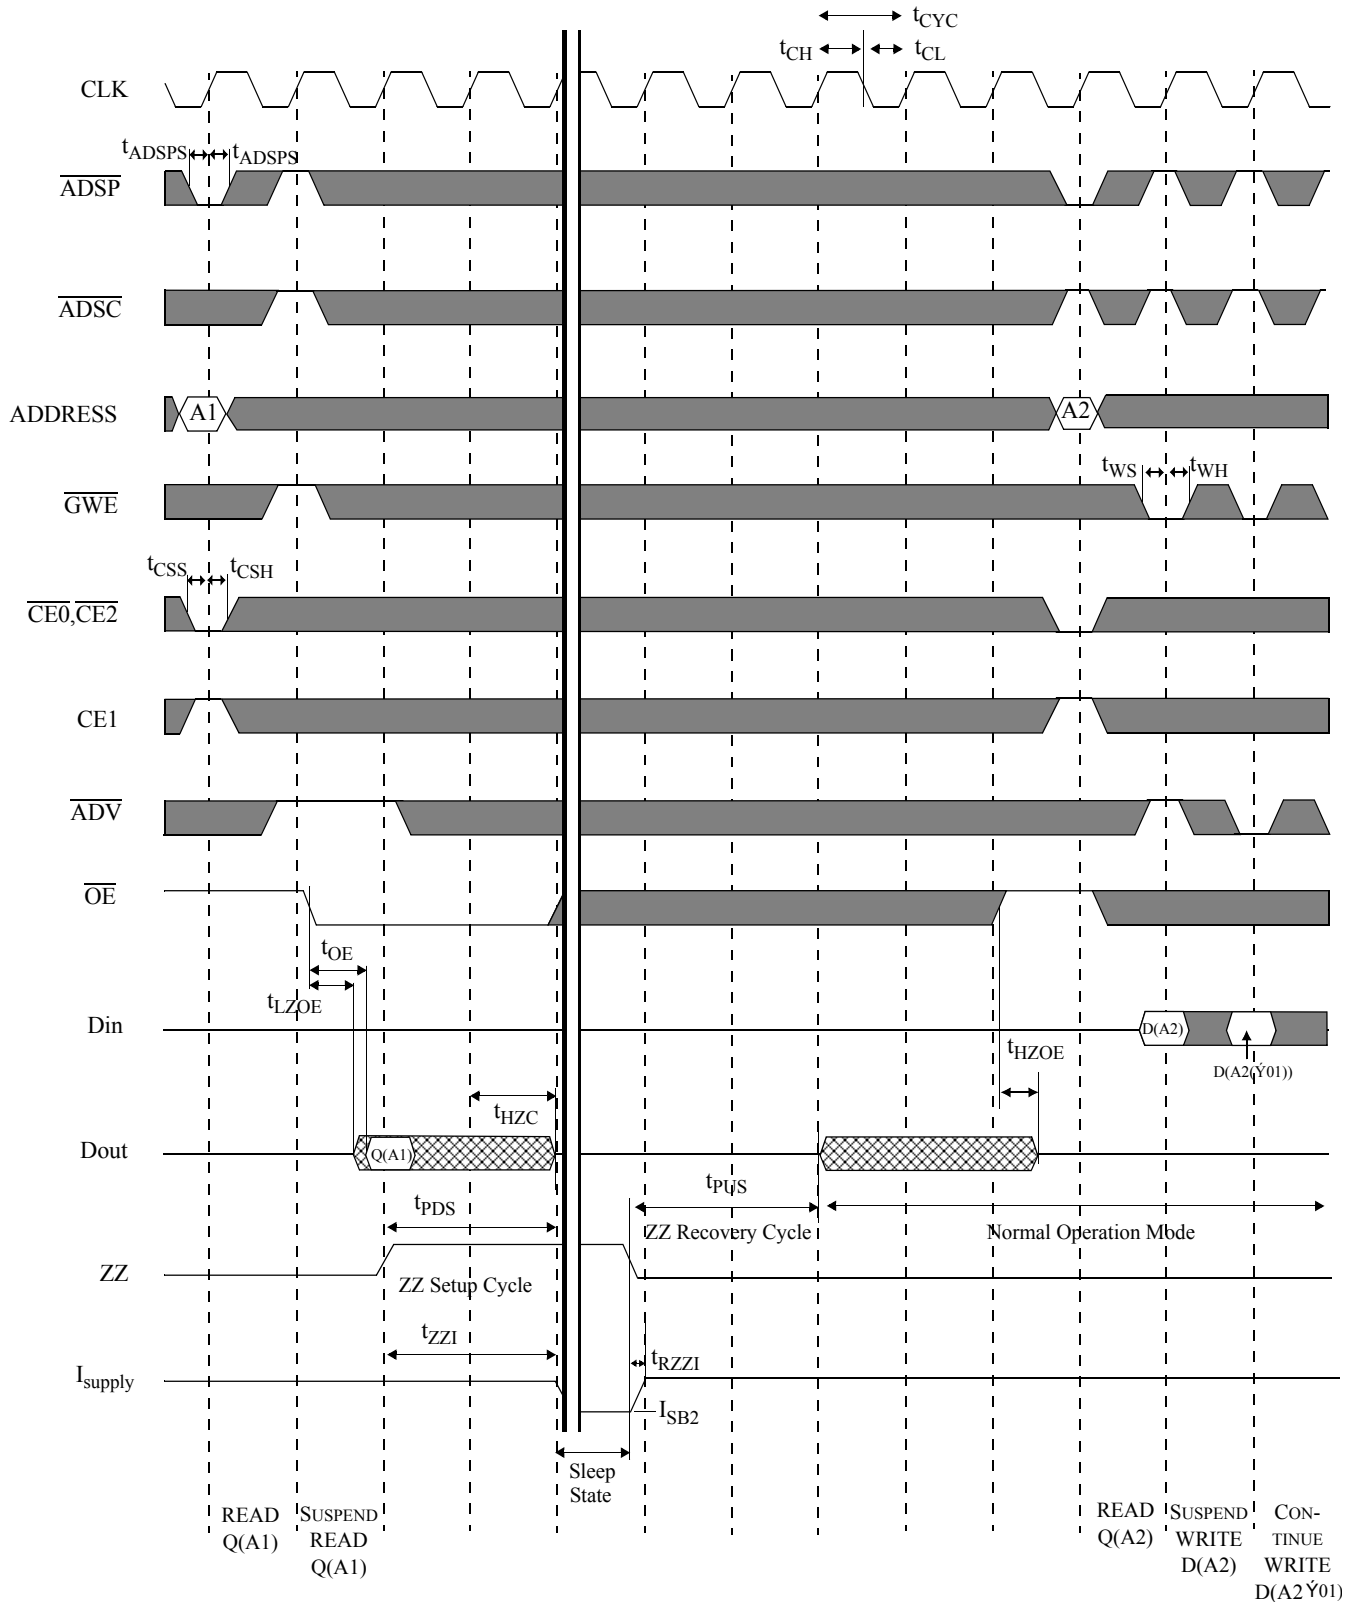 tCYC
tCH
tCL
CLK
tADSPS
tADSPS
ADSP
ADSC
ADDRESS
A1
A2
tWS
tWH
GWE
tCSS
tCSH
CE0,CE2
CE1
ADV
OE
tOE
tLZOE
Din
D(A2)
tHZOE
D(A2(Ý01))
tHZC
Dout
Q(A1)
tPUS
tPDS
ZZ Recovery Cycle
Normal Operation Mode
ZZ
ZZ Setup Cycle
tZZI
tRZZI
Isupply
ISB2
Sleep
State
READ
Q(A1)
SUSPEND
READ
Q(A1)
READ
Q(A2)
SUSPEND
WRITE
D(A2)
CON-
TINUE
WRITE
D(A2Ý01)